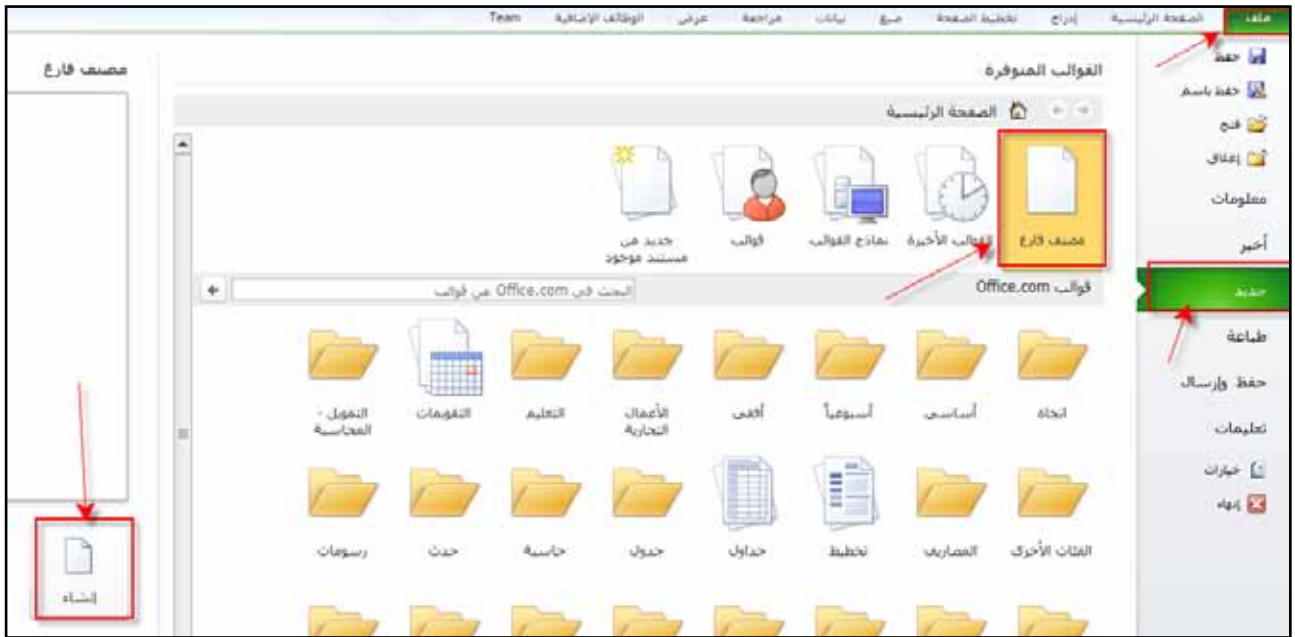 ملف الصفحة الرئيسية إدراج تخطيط الصفحة صيغ بيانات مراجعة عرض الوظائف الإضافية Team
حفظ
حفظ باسم
فتح
إغلاق
معلومات
أخير
جديد
طباعة
حفظ وإرسال
تعليمات
خيارات
إنهاء
القوالب المتوفرة
الصفحة الرئيسية
مصنف فارغ
القوالب الأخيرة
نماذج القوالب
قوالب
جديد من
مستند موجود
قوالب Office.com
البحث في Office.com عن قوالب
اتجاه
أساسي
أسبوعياً
أفقي
الأعمال
التجارية
التعليم
التقويمات
التمويل -
المحاسبة
الفئات الأخرى
المصاريف
تخطيط
جداول
جدول
حاسبة
حدث
رسومات
مصنف فارغ
إنشاء